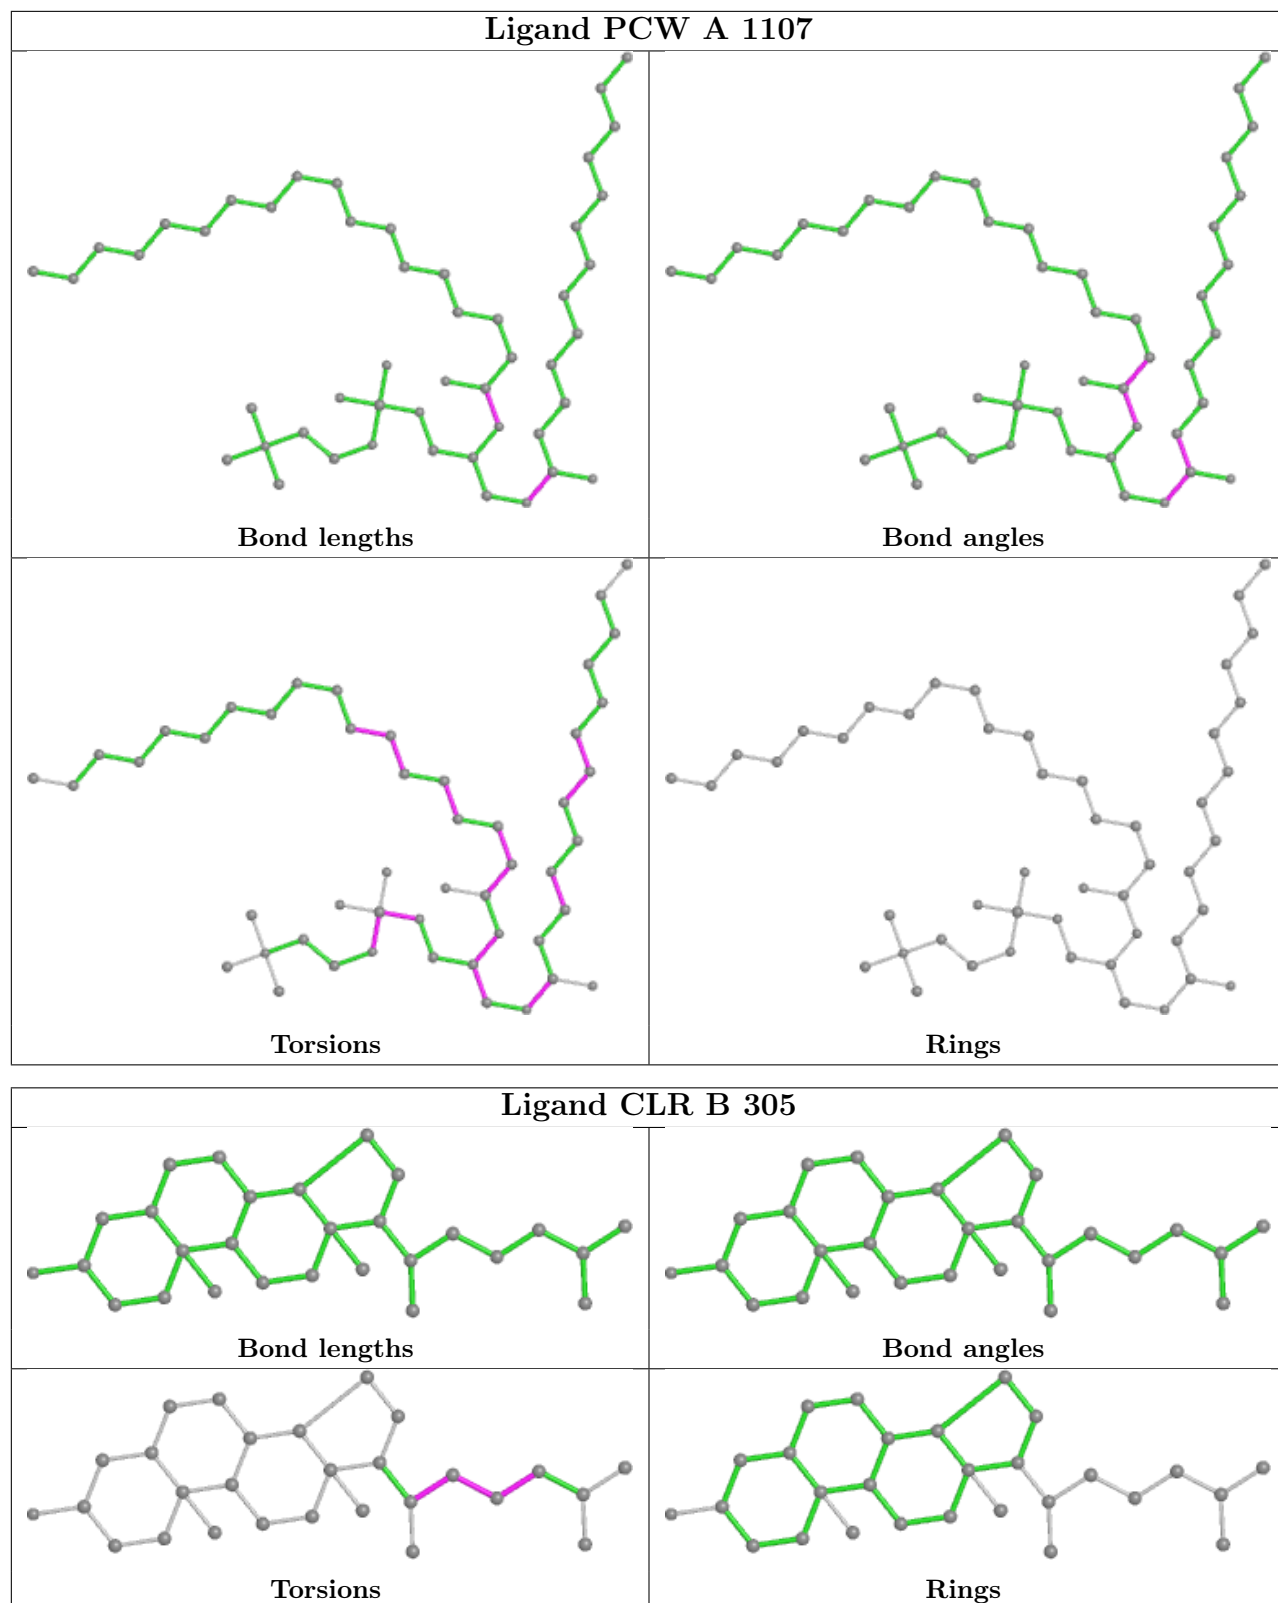 Ligand PCW A 1107
Bond lengths
Bond angles
Torsions
Rings
Ligand CLR B 305
Bond lengths
Bond angles
Torsions
Rings